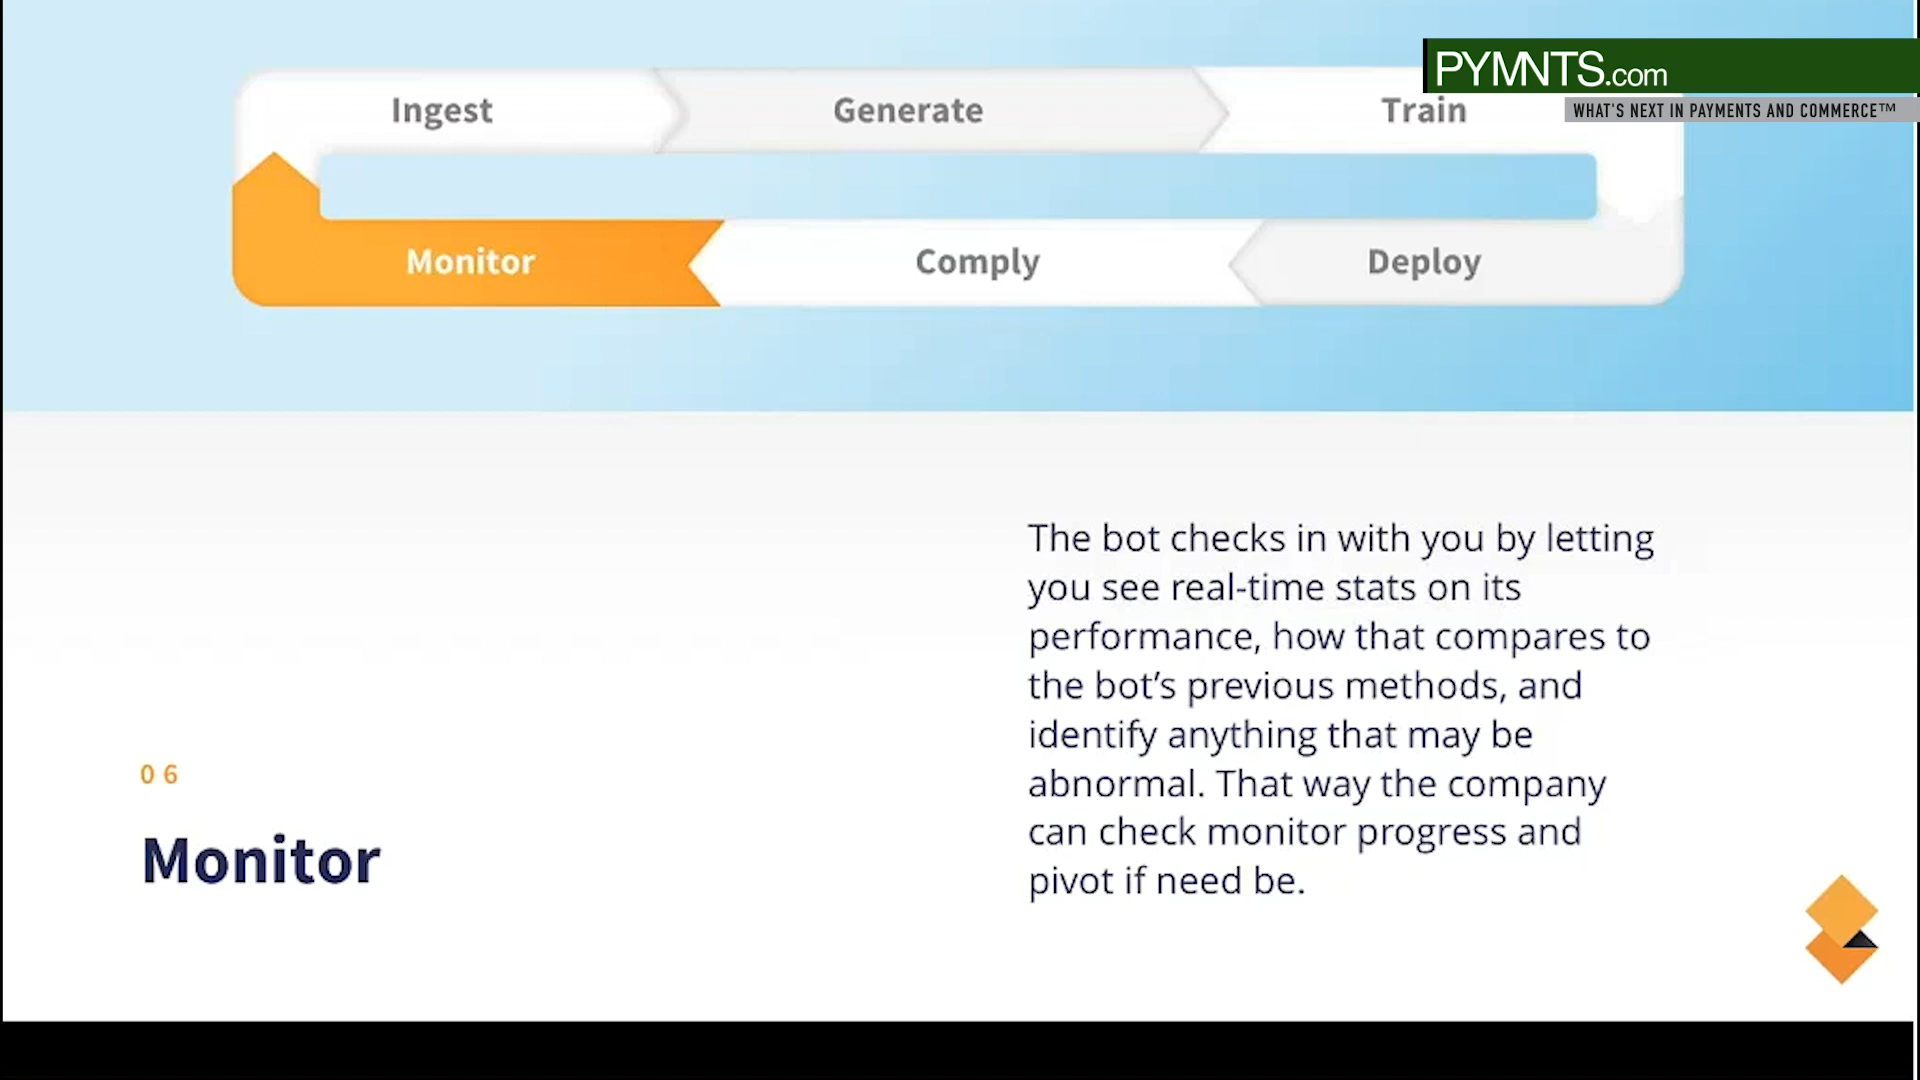 PYMNTS.com
WHAT'S NEXT IN PAYMENTS AND COMMERCE™
Ingest
Generate
Train
Monitor
Comply
Deploy
06
Monitor
The bot checks in with you by letting
you see real-time stats on its
performance, how that compares to
the bot’s previous methods, and
identify anything that may be
abnormal. That way the company
can check monitor progress and
pivot if need be.